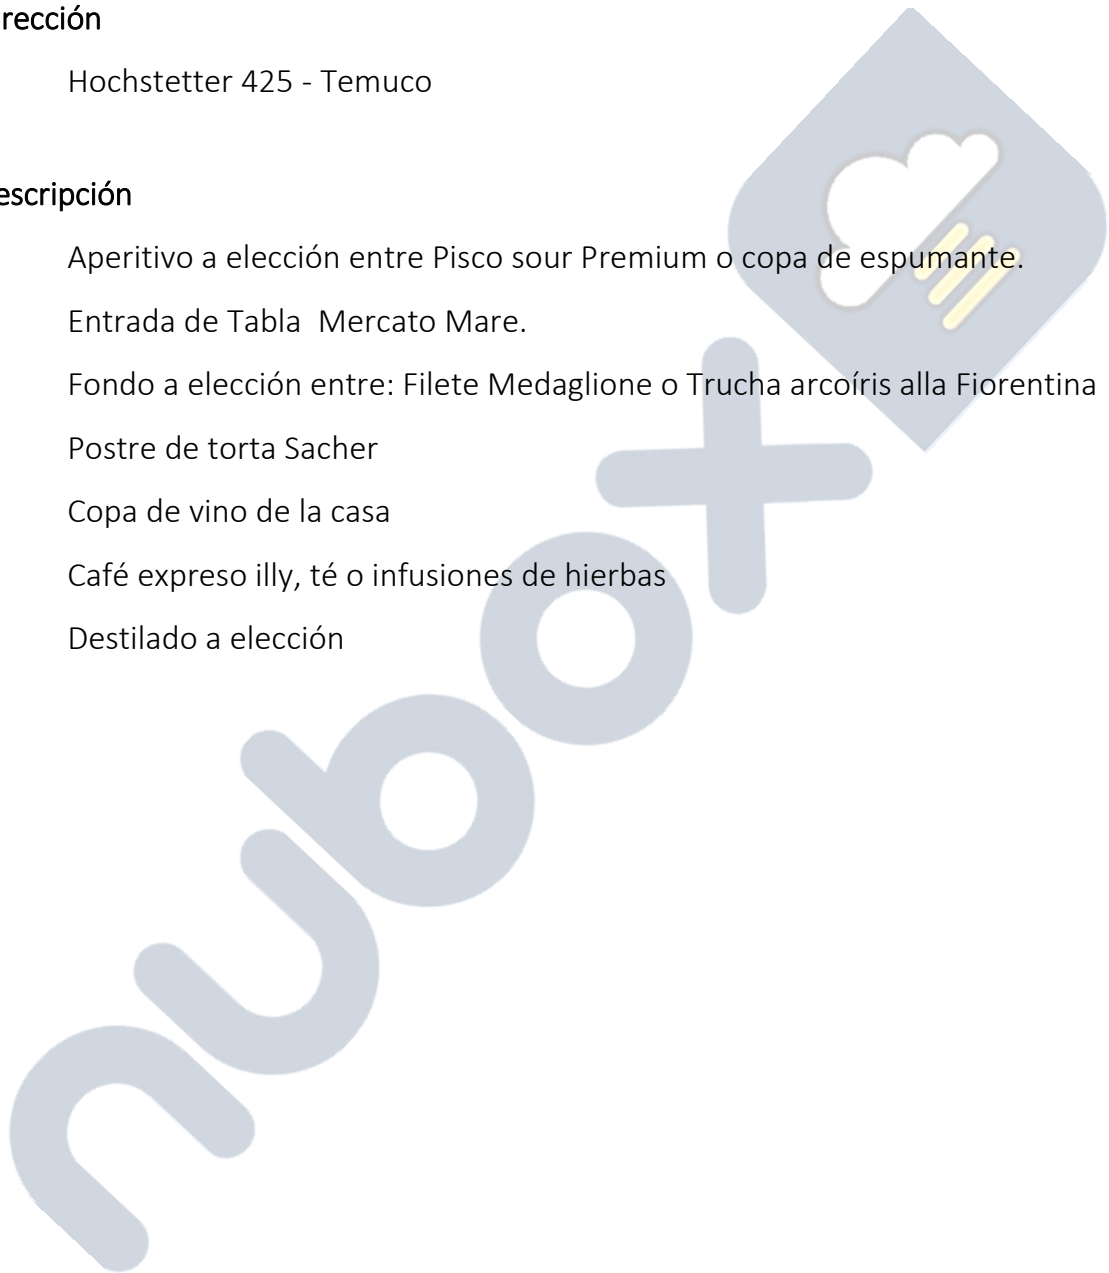 rección
Hochstetter 425 - Temuco
escripción
Aperitivo a elección entre Pisco sour Premium o copa de espumante.
Entrada de Tabla  Mercato Mare.
Fondo a elección entre: Filete Medaglione o Trucha arcoíris alla Fiorentina
Postre de torta Sacher
Copa de vino de la casa
Café expreso illy, té o infusiones de hierbas
Destilado a elección
nubox